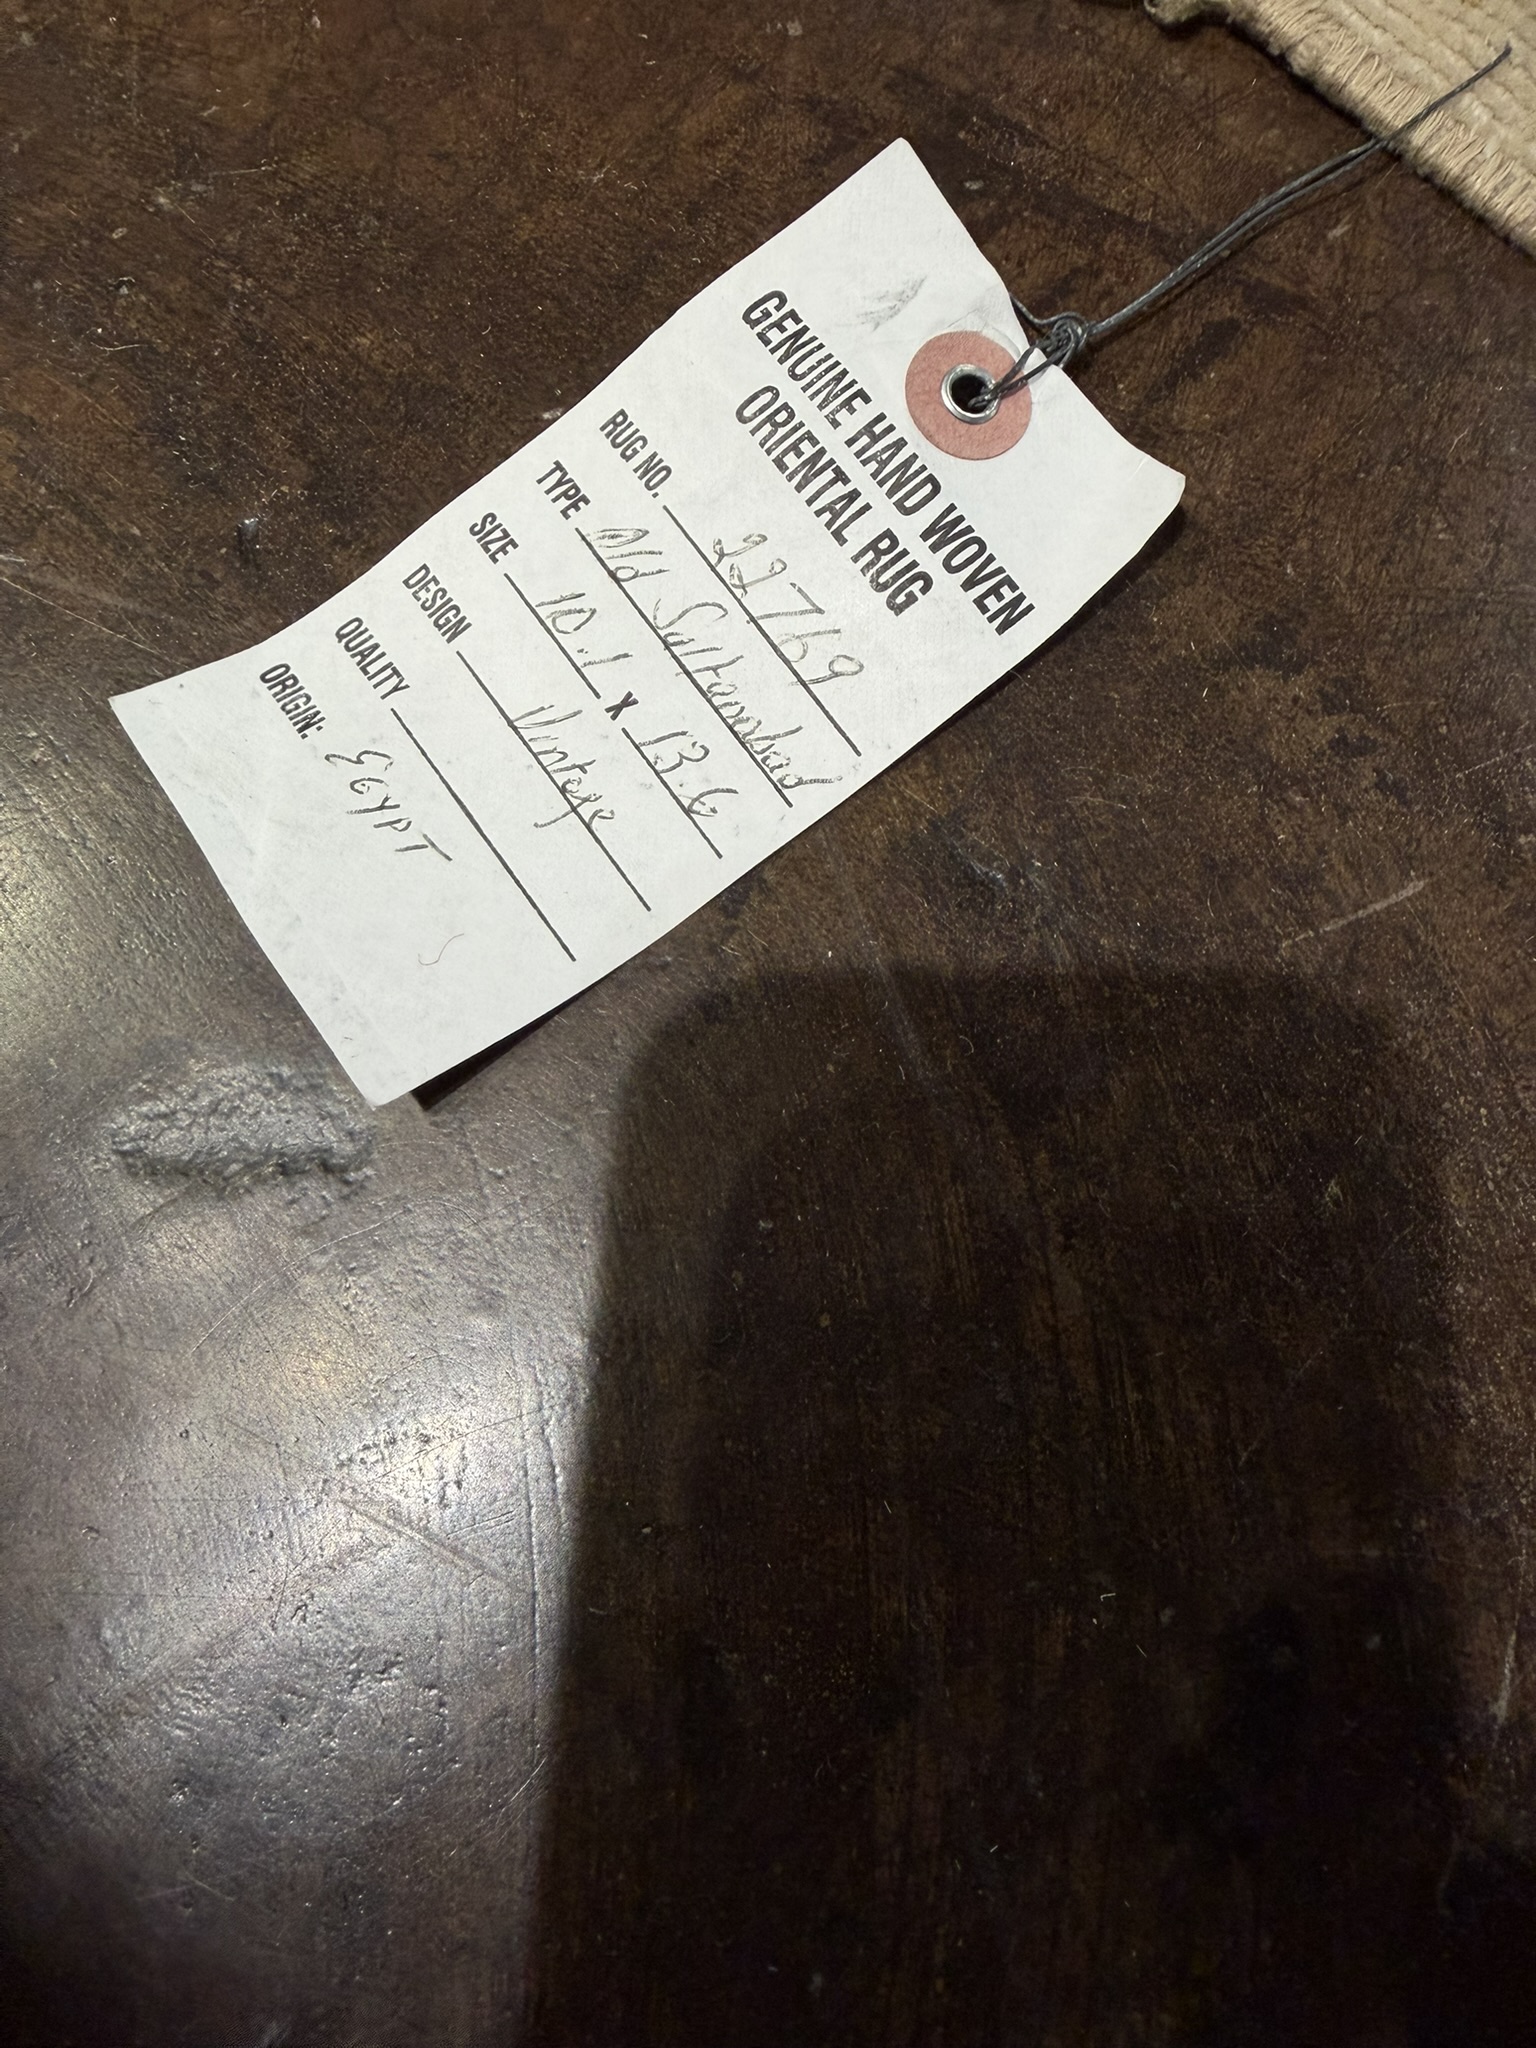 GENUINE HAND WOVEN
ORIENTAL RUG
RUG NO. 22769
TYPE Old Sultanabad
SIZE 10.1 x 13.6
DESIGN Vintage
QUALITY
ORIGIN: EGYPT